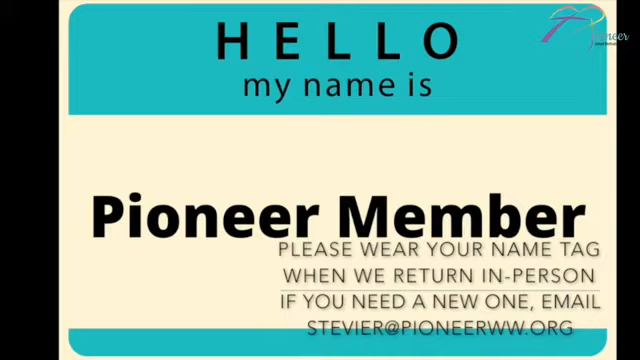 HELLO
my name is
Pioneer
Pioneer Member
PLEASE WEAR YOUR NAME TAG
WHEN WE RETURN IN-PERSON
IF YOU NEED A NEW ONE, EMAIL
STEVIER@PIONEERWW.ORG